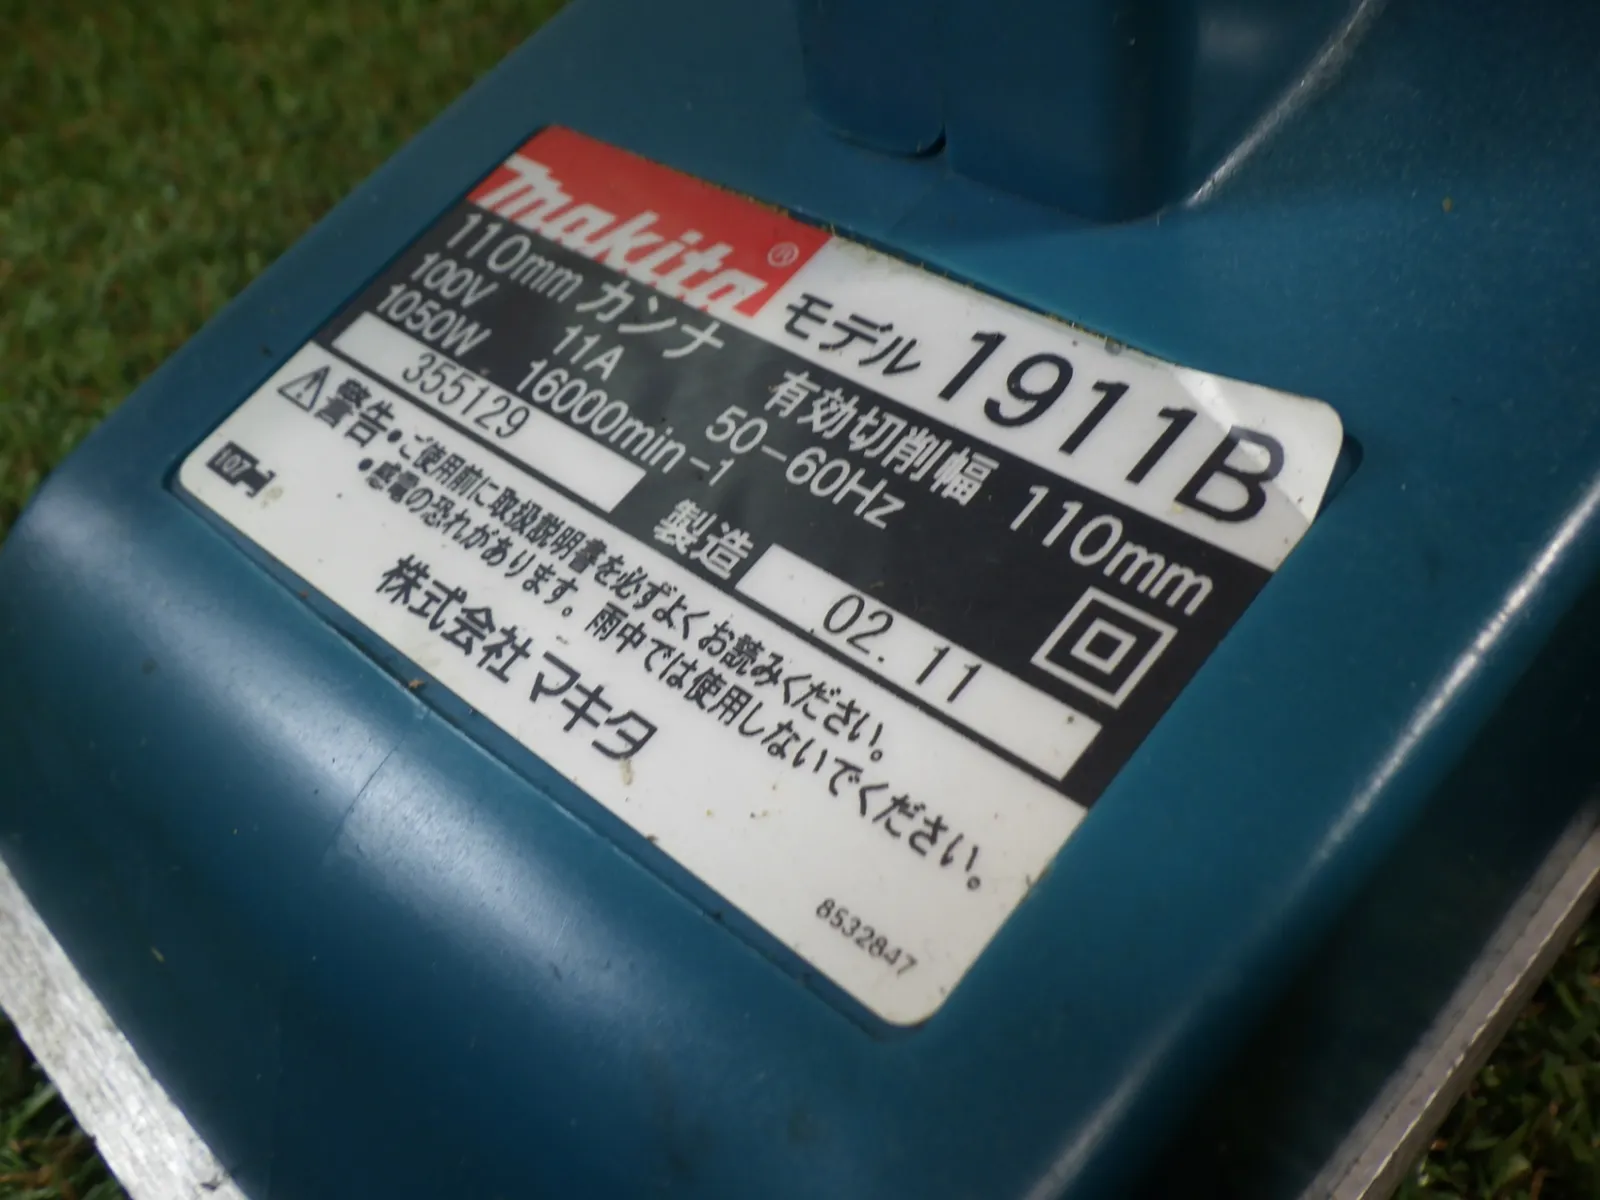 makita® モデル 1911B
110mm カンナ 有効切削幅 110mm
100V 11A 50-60Hz
1050W 16000min-1
355129 製造 02.11
警告 ・ご使用前に取扱説明書を必ずよくお読みください。
・感電の恐れがあります。雨中では使用しないでください。
株式会社マキタ
8532847